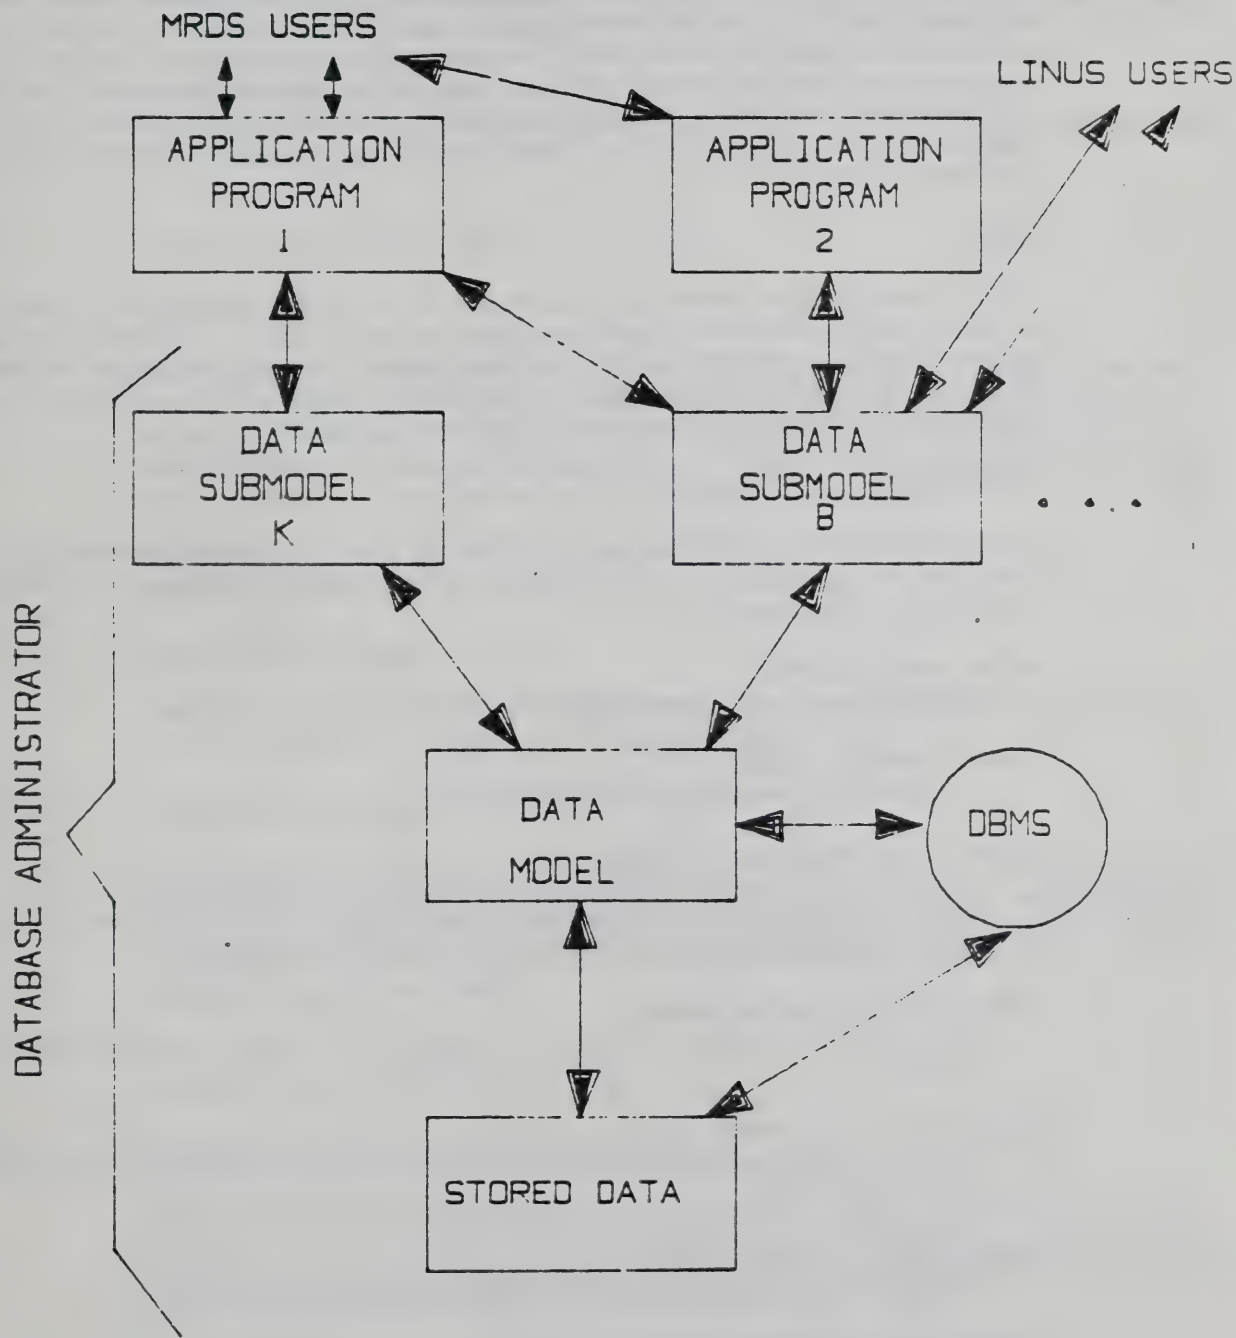 MRDS USERS
LINUS USERS
APPLICATION
PROGRAM
1
APPLICATION
PROGRAM
2
DATA
SUBMODEL
K
DATA
SUBMODEL
B
. . .
DATABASE ADMINISTRATOR
DATA
MODEL
DBMS
STORED DATA